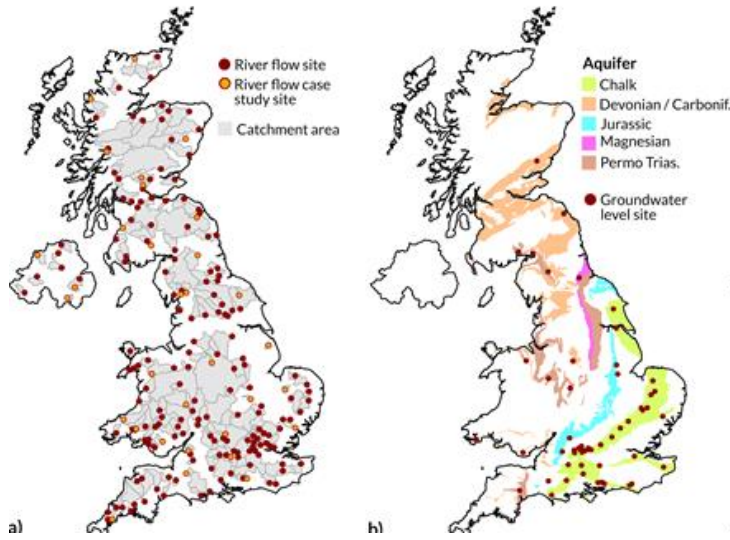 River flow site
River flow case
study site
Catchment area
a)
Aquifer
Chalk
Devonian / Carbonif.
Jurassic
Magnesian
Permo Trias.
Groundwater
level site
b)